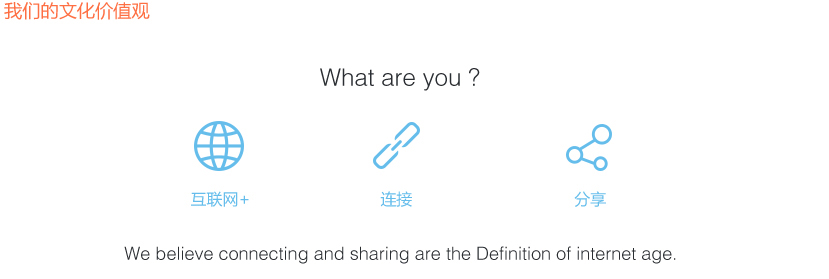 我们的文化价值观
What are you ?
互联网+ 连接 分享
We believe connecting and sharing are the Definition of internet age.